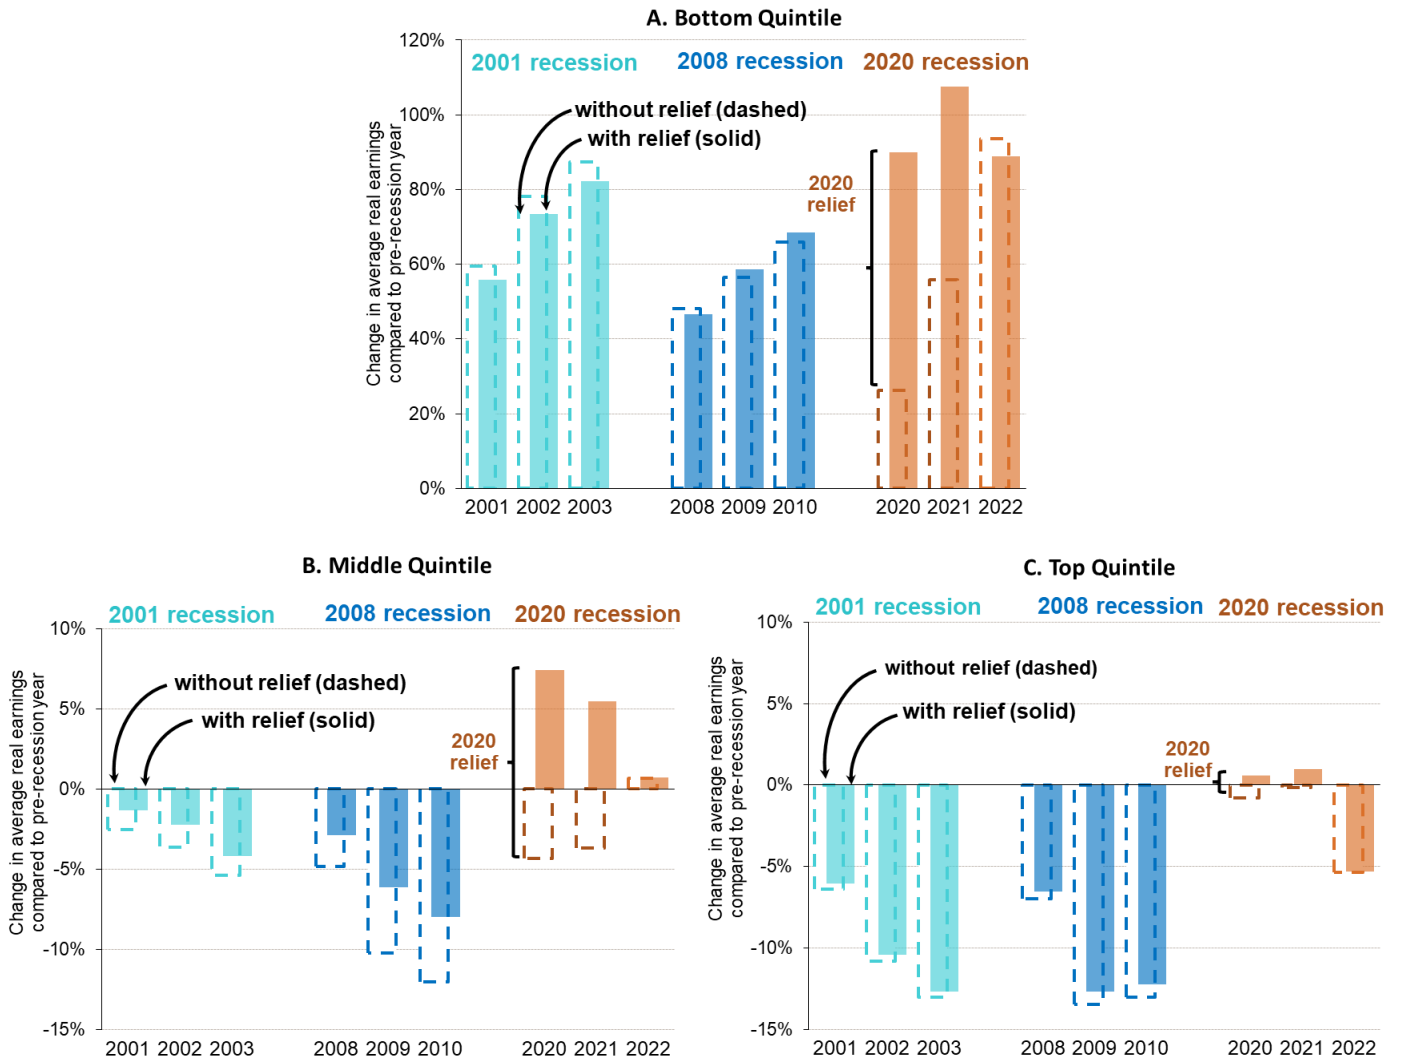 A. Bottom Quintile
120%
100%
80%
60%
40%
20%
0%
Change in average real earnings
compared to pre-recession year
2001 recession
2008 recession
2020 recession
without relief (dashed)
with relief (solid)
2020
relief
2001 2002 2003
2008 2009 2010
2020 2021 2022
B. Middle Quintile
10%
5%
0%
-5%
-10%
-15%
Change in average real earnings
compared to pre-recession year
2001 recession
2008 recession
2020 recession
without relief (dashed)
with relief (solid)
2020
relief
2001 2002 2003
2008 2009 2010
2020 2021 2022
C. Top Quintile
10%
5%
0%
-5%
-10%
-15%
Change in average real earnings
compared to pre-recession year
2001 recession
2008 recession
2020 recession
without relief (dashed)
with relief (solid)
2020
relief
2001 2002 2003
2008 2009 2010
2020 2021 2022